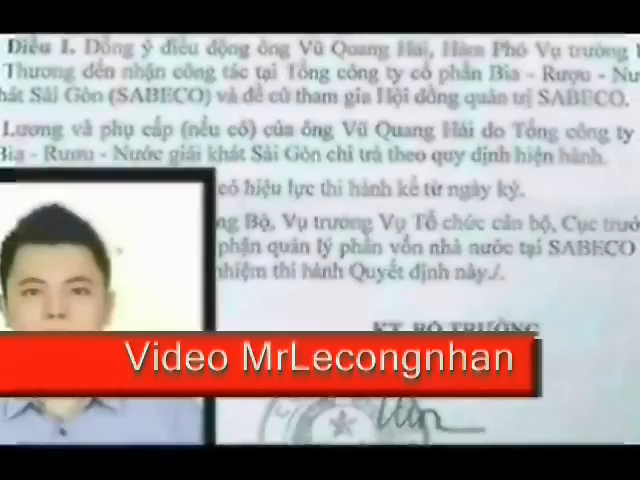 Điều 1. Đồng ý điều động ông Vũ Quang Hải, Hàm Phó Vụ trưởng
Thương đến nhận công tác tại Tổng công ty cổ phần Bia - Rượu - Nư
hát Sài Gòn (SABECO) và đề cử tham gia Hội đồng quản trị SABECO.
Lương và phụ cấp (nếu có) của ông Vũ Quang Hải do Tổng công ty
Bia - Rượu - Nước giải khát Sài Gòn chi trả theo quy định hiện hành.
có hiệu lực thi hành kể từ ngày ký.
ng Bộ, Vụ trưởng Vụ Tổ chức cán bộ, Cục trưở
phận quản lý phần vốn nhà nước tại SABECO
nhiệm thi hành Quyết định này./.
KT. BỘ TRƯỞNG
Video MrLecongnhan